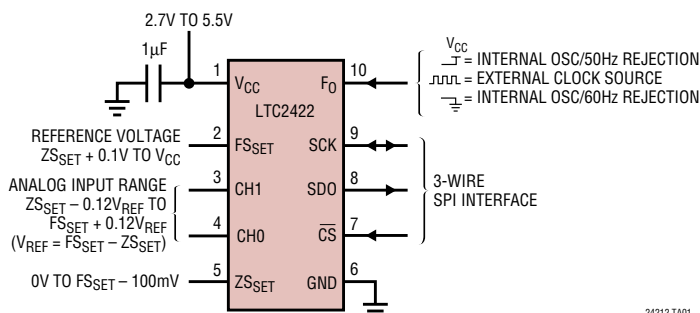 2.7V TO 5.5V
1µF
1
VCC
LTC2422
FO
10
VCC
= INTERNAL OSC/50Hz REJECTION
= EXTERNAL CLOCK SOURCE
= INTERNAL OSC/60Hz REJECTION
REFERENCE VOLTAGE
ZSSET + 0.1V TO VCC
2
FSSET
SCK
9
ANALOG INPUT RANGE
ZSSET – 0.12VREF TO
FSSET + 0.12VREF
(VREF = FSSET – ZSSET)
3
CH1
SDO
8
3-WIRE
SPI INTERFACE
4
CH0
CS
7
0V TO FSSET – 100mV
5
ZSSET
GND
6
24212 TA01